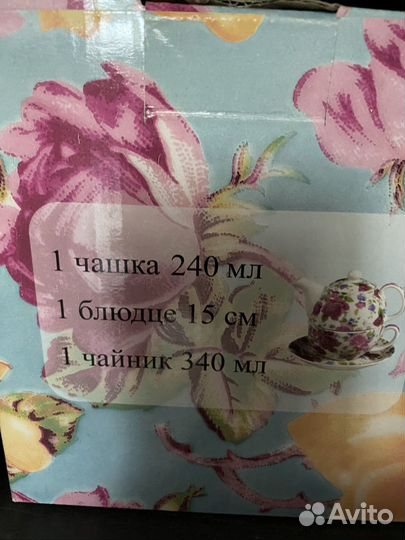 1 чашка 240 мл
1 блюдце 15 см
1 чайник 340 мл
Avito